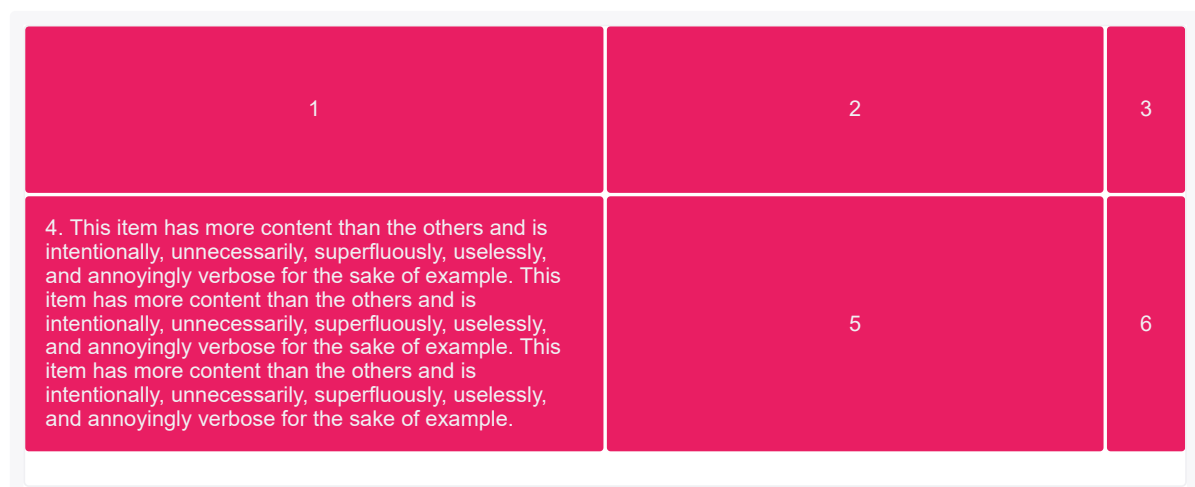 1
2
3
4. This item has more content than the others and is
intentionally, unnecessarily, superfluously, uselessly,
and annoyingly verbose for the sake of example. This
item has more content than the others and is
intentionally, unnecessarily, superfluously, uselessly,
and annoyingly verbose for the sake of example. This
item has more content than the others and is
intentionally, unnecessarily, superfluously, uselessly,
and annoyingly verbose for the sake of example.
5
6